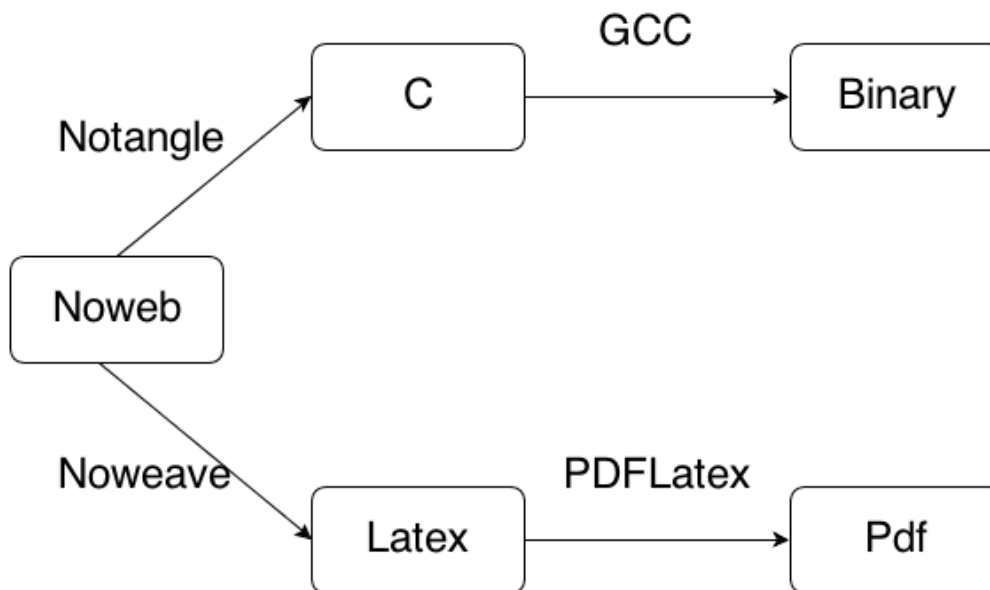 GCC
C
Binary
Notangle
Noweb
Noweave
PDFLatex
Latex
Pdf